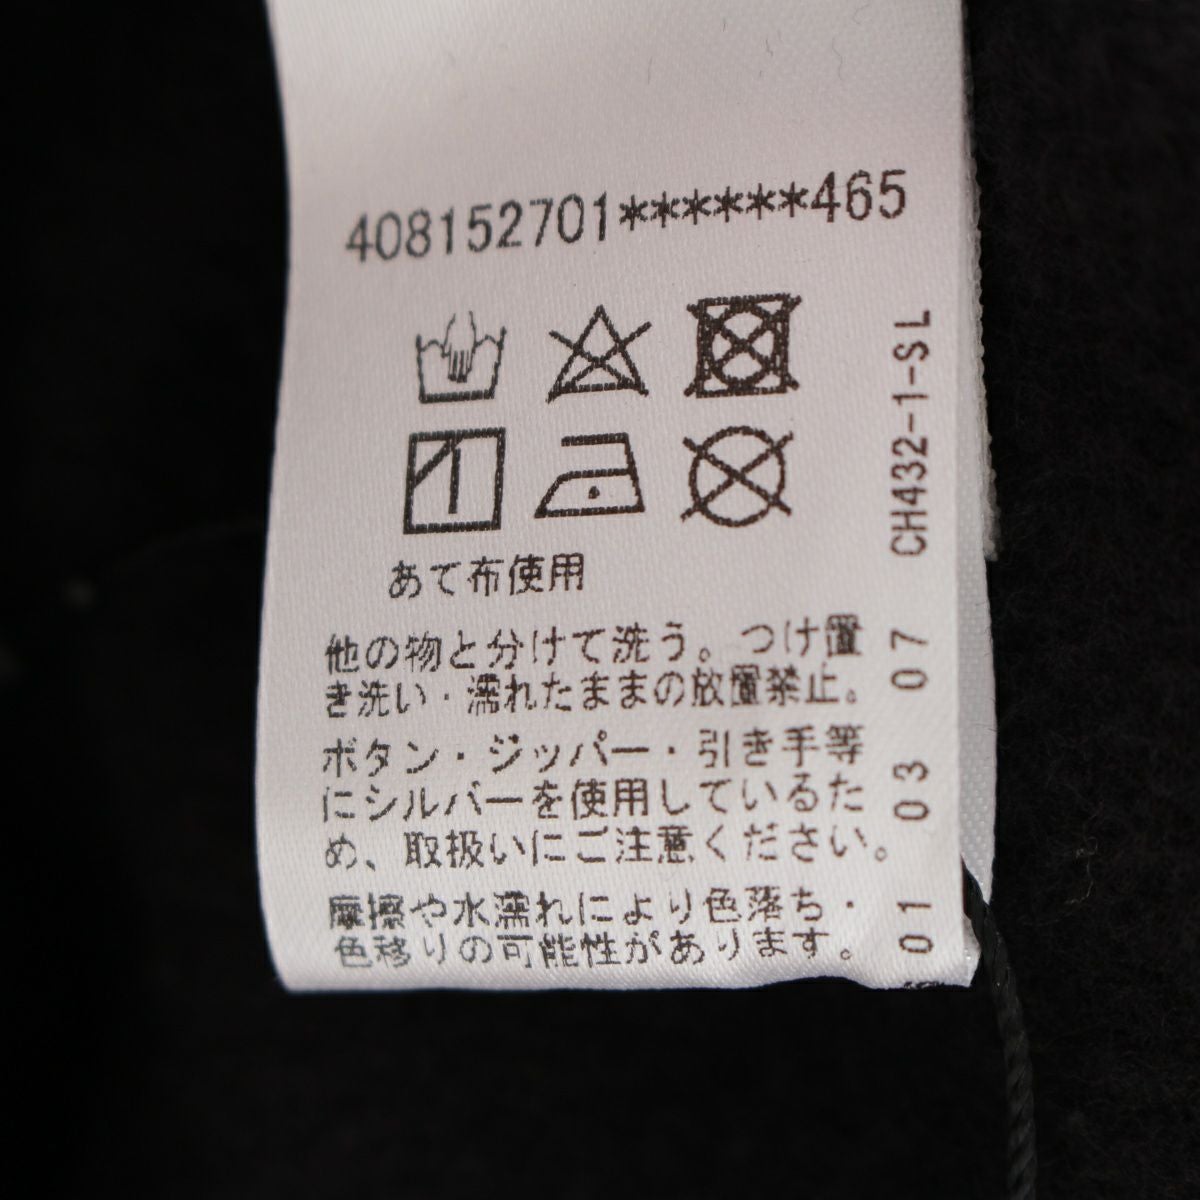 408152701******465
あて布使用
他の物と分けて洗う。つけ置
き洗い・濡れたままの放置禁止。
ボタン・ジッパー・引き手等
にシルバーを使用しているた
め、取扱いにご注意ください。
摩擦や水濡れにより色落ち・
色移りの可能性があります。
CH432-1-SL
01 03 07